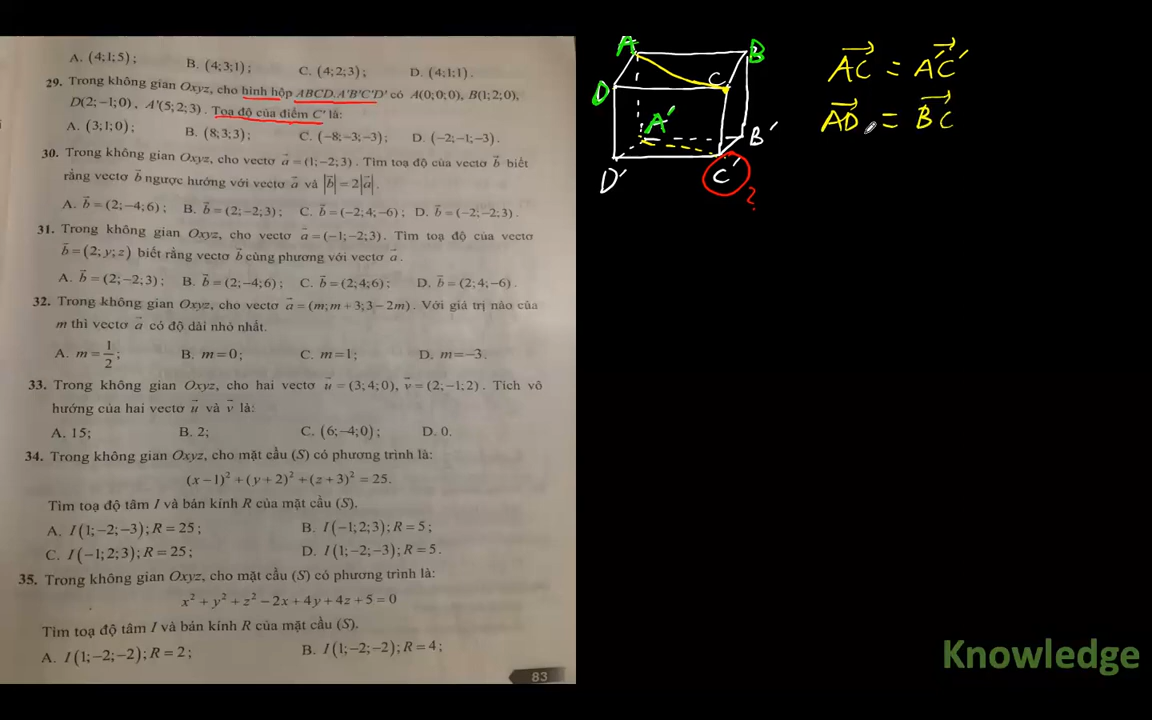 A. (4;1;5); B. (4;3;1); C. (4;2;3); D. (4;1;1).
29. Trong không gian Oxyz, cho hình hộp ABCD.A'B'C'D' có A(0;0;0), B(1;2;0),
D(2;−1;0), A'(5;2;3). Toạ độ của điểm C' là:
A. (3;1;0); B. (8;3;3); C. (−8;−3;−3); D. (−2;−1;−3).
30. Trong không gian Oxyz, cho vectơ a⃗ = (1;−2;3). Tìm toạ độ của vectơ b⃗ biết
rằng vectơ b⃗ ngược hướng với vectơ a⃗ và |b⃗| = 2|a⃗|.
A. b⃗ = (2;−4;6); B. b⃗ = (2;−2;3); C. b⃗ = (−2;4;−6); D. b⃗ = (−2;−2;3).
31. Trong không gian Oxyz, cho vectơ a⃗ = (−1;−2;3). Tìm toạ độ của vectơ
b⃗ = (2;y;z) biết rằng vectơ b⃗ cùng phương với vectơ a⃗.
A. b⃗ = (2;−2;3); B. b⃗ = (2;−4;6); C. b⃗ = (2;4;6); D. b⃗ = (2;4;−6).
32. Trong không gian Oxyz, cho vectơ a⃗ = (m;m+3;3−2m). Với giá trị nào của
m thì vectơ a⃗ có độ dài nhỏ nhất.
A. m = 1/2; B. m = 0; C. m = 1; D. m = −3.
33. Trong không gian Oxyz, cho hai vectơ u⃗ = (3;4;0), v⃗ = (2;−1;2). Tích vô
hướng của hai vectơ u⃗ và v⃗ là:
A. 15; B. 2; C. (6;−4;0); D. 0.
34. Trong không gian Oxyz, cho mặt cầu (S) có phương trình là:
(x−1)² + (y+2)² + (z+3)² = 25.
Tìm toạ độ tâm I và bán kính R của mặt cầu (S).
A. I(1;−2;−3); R = 25; B. I(−1;2;3); R = 5;
C. I(−1;2;3); R = 25; D. I(1;−2;−3); R = 5.
35. Trong không gian Oxyz, cho mặt cầu (S) có phương trình là:
x² + y² + z² − 2x + 4y + 4z + 5 = 0
Tìm toạ độ tâm I và bán kính R của mặt cầu (S).
A. I(1;−2;−2); R = 2; B. I(1;−2;−2); R = 4;
83
A B
D C
A' B'
D' C'
?
AC⃗ = A'C'⃗
AD⃗ = BC⃗
Knowledge